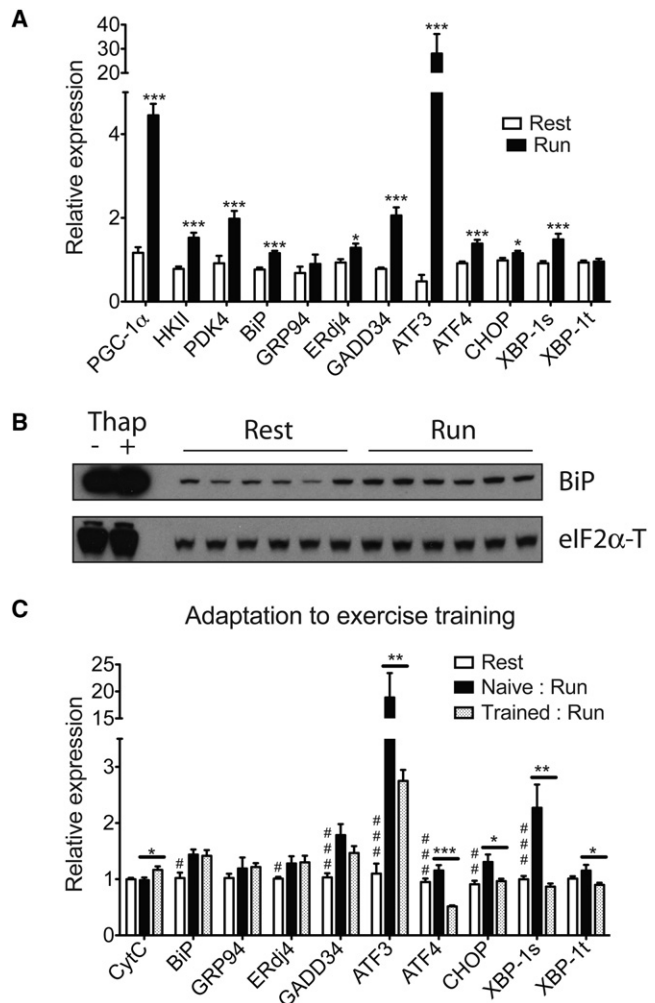 A
Relative expression
40
30
20
4
2
0
***
***
***
***
*
***
***
***
*
***
Rest
Run
PGC-1α
HKII
PDK4
BiP
GRP94
ERdj4
GADD34
ATF3
ATF4
CHOP
XBP-1s
XBP-1t
B
Thap
- +
Rest
Run
BiP
eIF2α-T
C
Adaptation to exercise training
Relative expression
25
20
15
3
2
1
0
Rest
Naive : Run
Trained : Run
*
#
#
###
###
**
###
***
##
*
###
**
*
CytC
BiP
GRP94
ERdj4
GADD34
ATF3
ATF4
CHOP
XBP-1s
XBP-1t